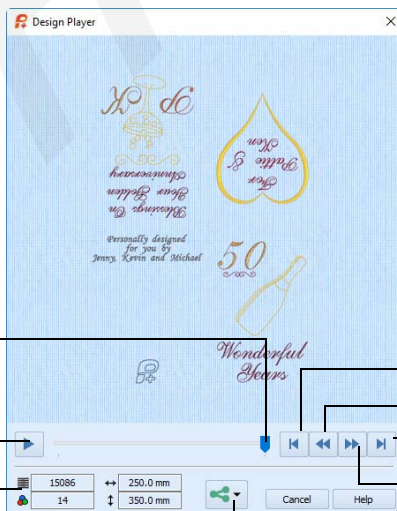 Design Player
Blessings On
Your Golden
Anniversary
For
Pattie &
Ken
Personally designed
for you by
Jenny, Kevin and Michael
50
Wonderful
Years
15086
250.0 mm
14
350.0 mm
Cancel
Help